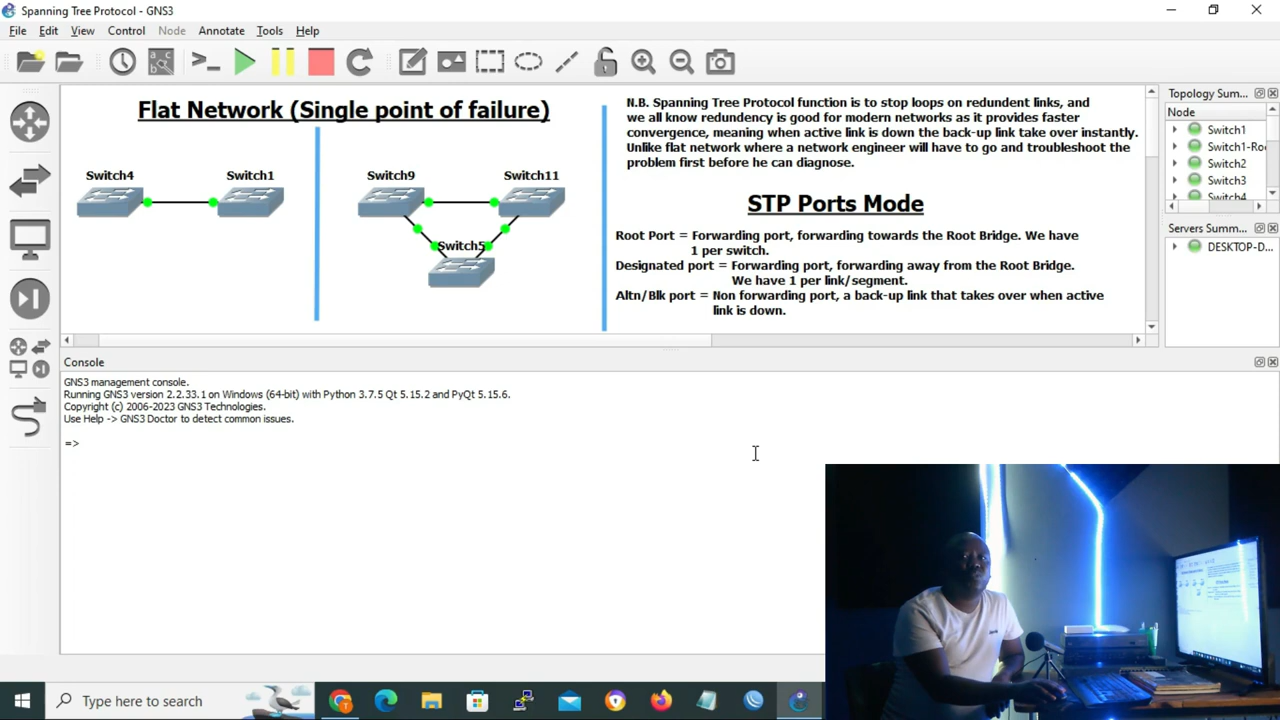 Spanning Tree Protocol - GNS3
File Edit View Control Node Annotate Tools Help
Flat Network (Single point of failure)
Switch4
Switch1
Switch9
Switch11
Switch5
N.B. Spanning Tree Protocol function is to stop loops on redundent links, and
we all know redundency is good for modern networks as it provides faster
convergence, meaning when active link is down the back-up link take over instantly.
Unlike flat network where a network engineer will have to go and troubleshoot the
problem first before he can diagnose.
STP Ports Mode
Root Port = Forwarding port, forwarding towards the Root Bridge. We have
1 per switch.
Designated port = Forwarding port, forwarding away from the Root Bridge.
We have 1 per link/segment.
Altn/Blk port = Non forwarding port, a back-up link that takes over when active
link is down.
Topology Sum...
Node
Switch1
Switch1-Ro
Switch2
Switch3
Switch4
Servers Summ...
DESKTOP-D...
Console
GNS3 management console.
Running GNS3 version 2.2.33.1 on Windows (64-bit) with Python 3.7.5 Qt 5.15.2 and PyQt 5.15.6.
Copyright (c) 2006-2023 GNS3 Technologies.
Use Help -> GNS3 Doctor to detect common issues.
=>
Type here to search